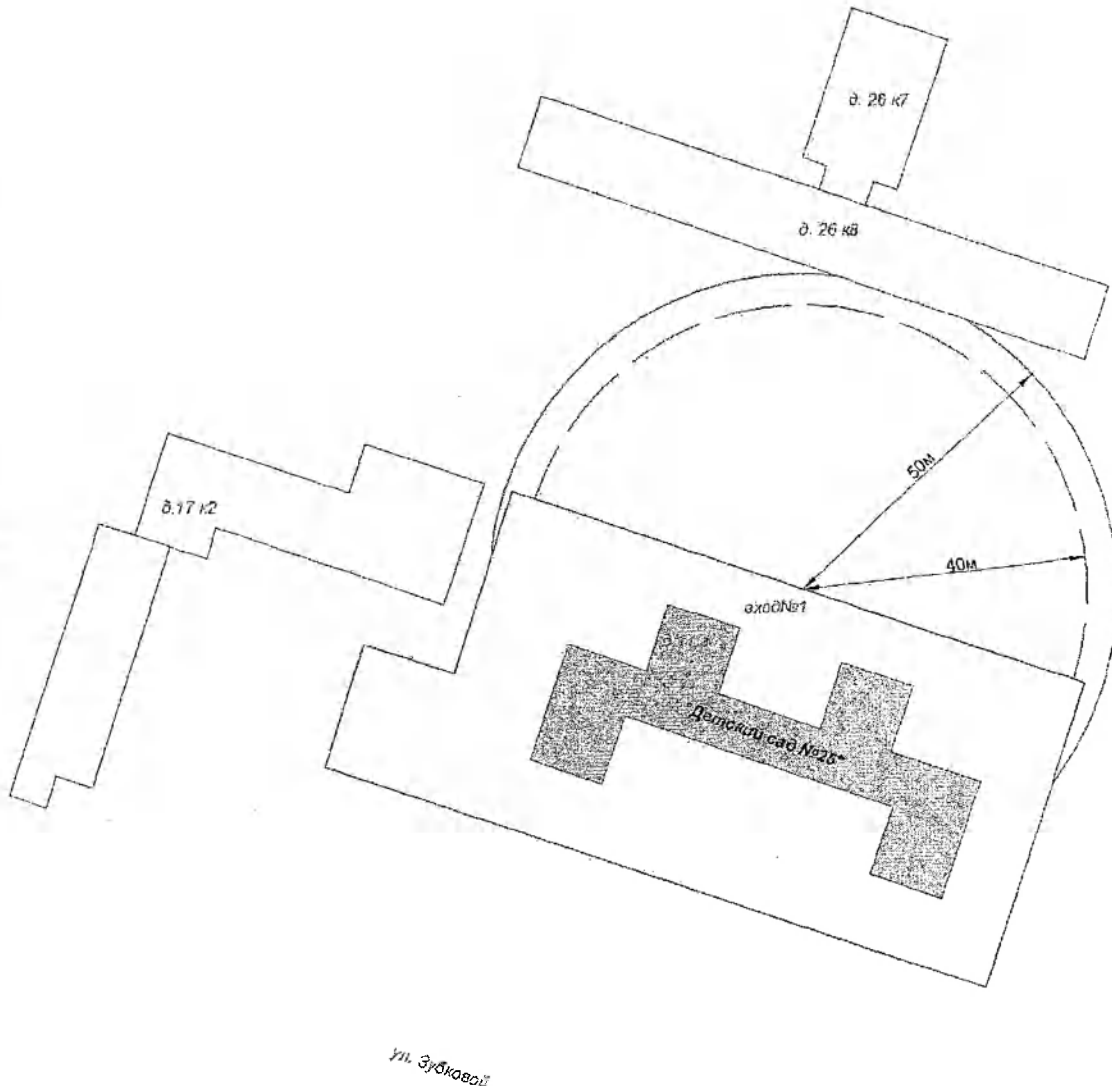 д. 26 к7
д. 26 к8
50м
д.17 к2
40м
вход№1
Детский сад №25"
ул. Зубковой